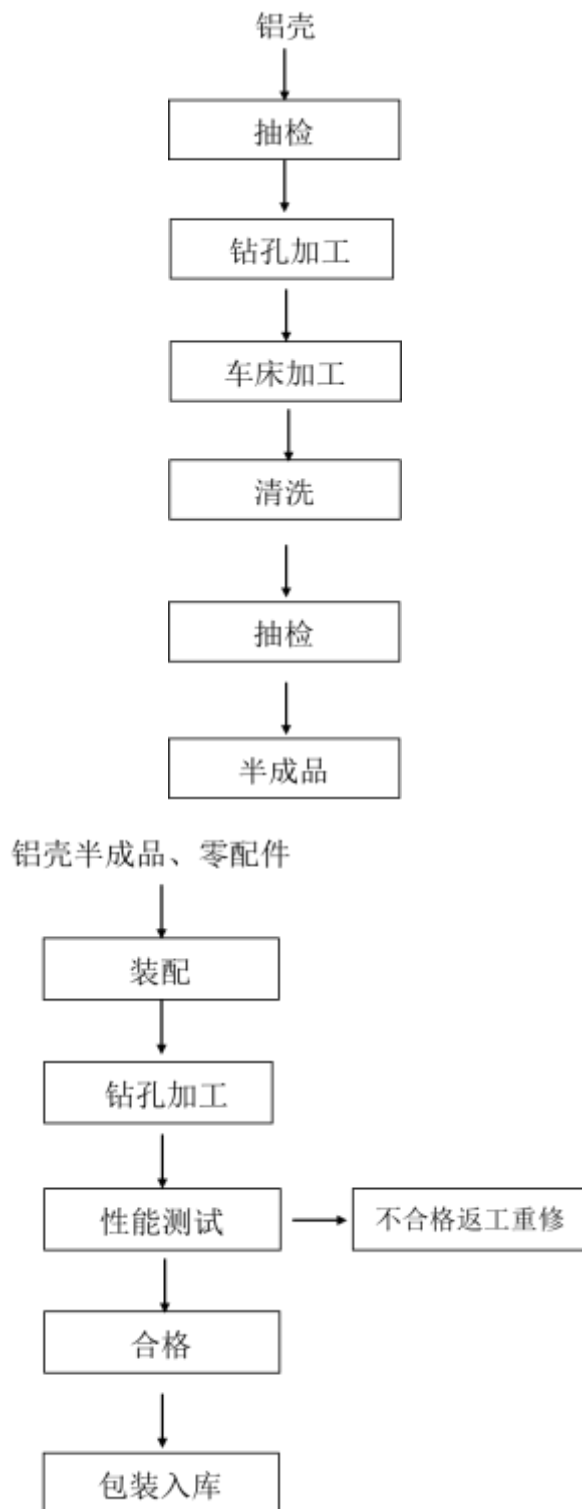 铝壳
抽检
钻孔加工
车床加工
清洗
抽检
半成品
铝壳半成品、零配件
装配
钻孔加工
性能测试
不合格返工重修
合格
包装入库